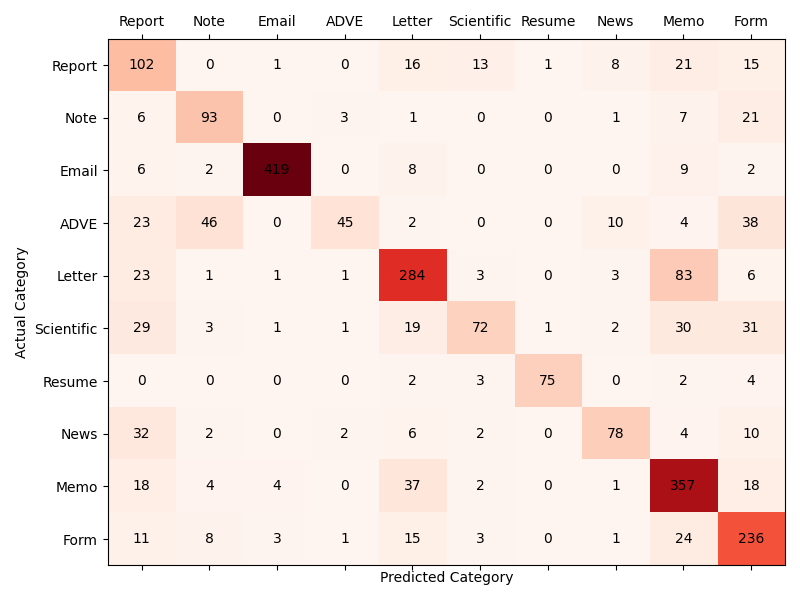 Report Note Email ADVE Letter Scientific Resume News Memo Form
Report 102 0 1 0 16 13 1 8 21 15
Note 6 93 0 3 1 0 0 1 7 21
Email 6 2 419 0 8 0 0 0 9 2
ADVE 23 46 0 45 2 0 0 10 4 38
Letter 23 1 1 1 284 3 0 3 83 6
Scientific 29 3 1 1 19 72 1 2 30 31
Resume 0 0 0 0 2 3 75 0 2 4
News 32 2 0 2 6 2 0 78 4 10
Memo 18 4 4 0 37 2 0 1 357 18
Form 11 8 3 1 15 3 0 1 24 236
Actual Category
Predicted Category